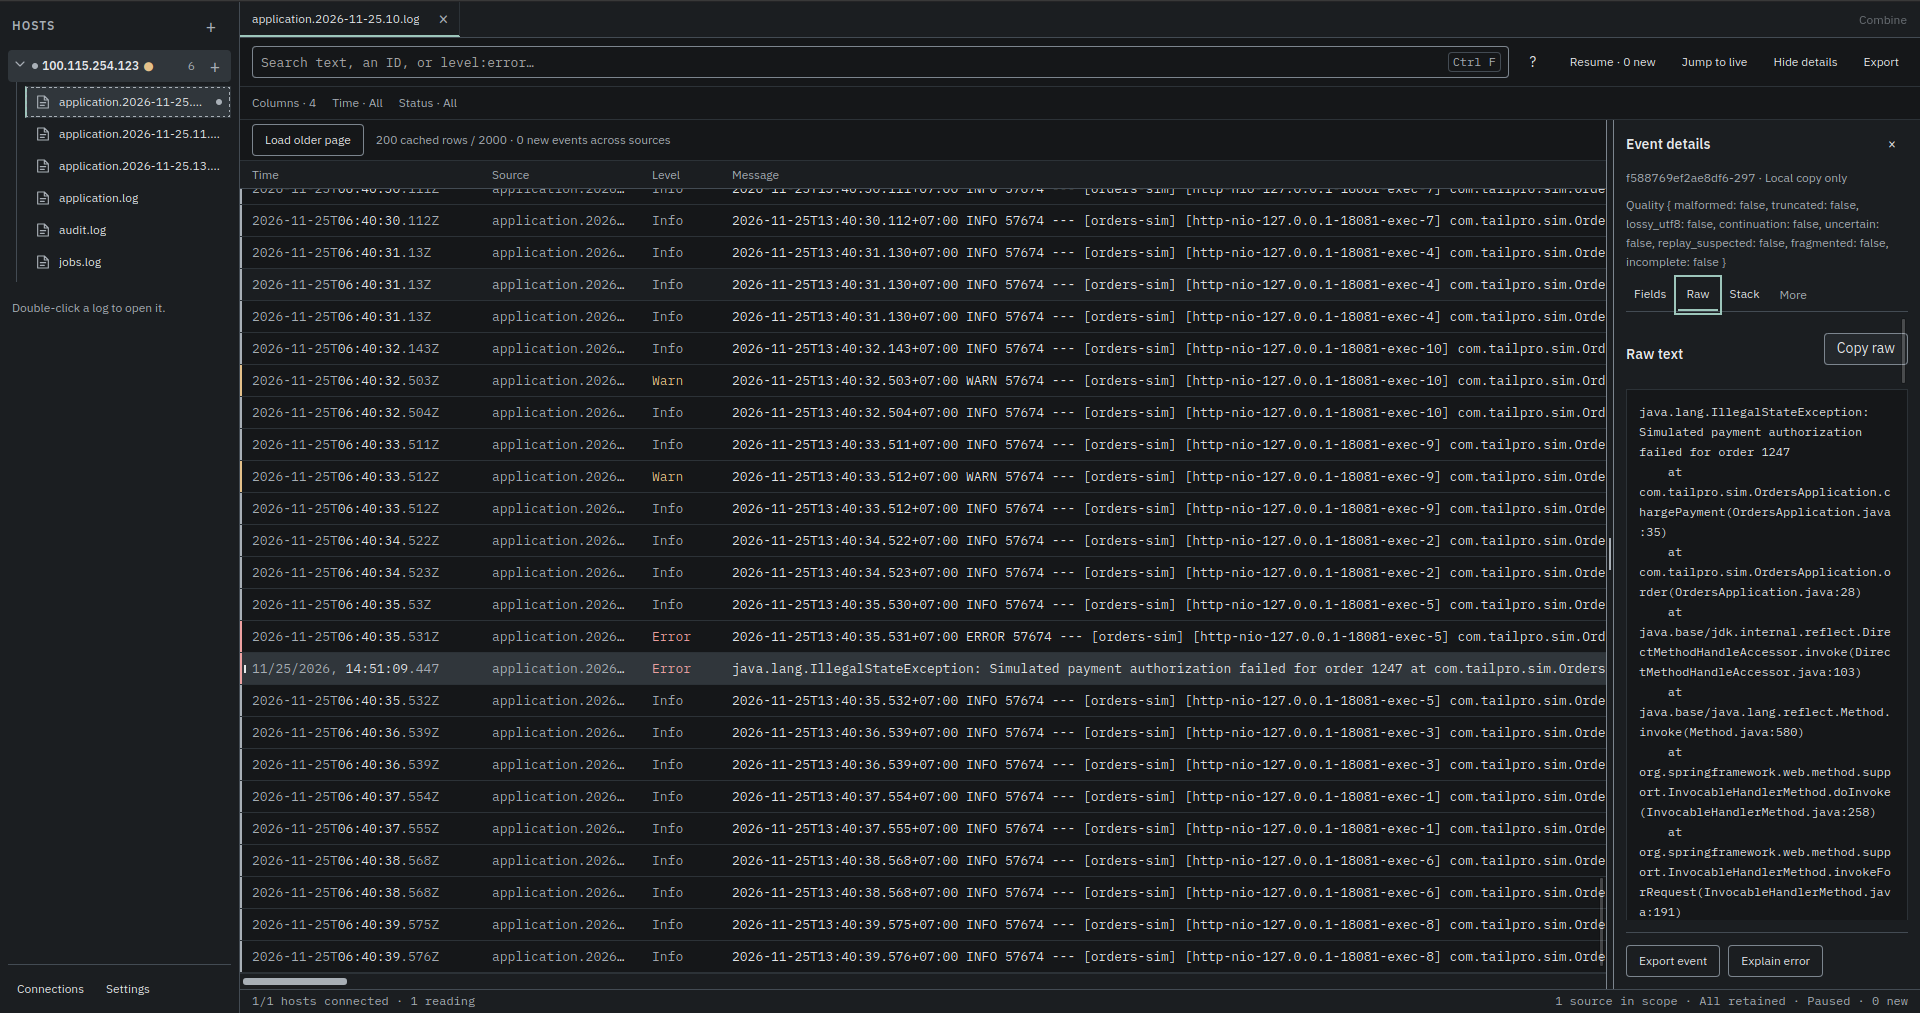 HOSTS
+
application.2026-11-25.10.log ×
Combine
100.115.254.123 6 +
application.2026-11-25....
application.2026-11-25.11....
application.2026-11-25.13....
application.log
audit.log
jobs.log
Double-click a log to open it.
Connections Settings
Search text, an ID, or level:error… Ctrl F
? Resume · 0 new Jump to live Hide details Export
Columns · 4 Time · All Status · All
Load older page 200 cached rows / 2000 · 0 new events across sources
Time Source Level Message
2026-11-25T06:40:30.111Z application.2026… Info 2026-11-25T13:40:30.111+07:00 INFO 57674 --- [orders-sim] [http-nio-127.0.0.1-18081-exec-7] com.tailpro.sim.Orde
2026-11-25T06:40:30.112Z application.2026… Info 2026-11-25T13:40:30.112+07:00 INFO 57674 --- [orders-sim] [http-nio-127.0.0.1-18081-exec-7] com.tailpro.sim.Orde
2026-11-25T06:40:31.13Z application.2026… Info 2026-11-25T13:40:31.130+07:00 INFO 57674 --- [orders-sim] [http-nio-127.0.0.1-18081-exec-4] com.tailpro.sim.Orde
2026-11-25T06:40:31.13Z application.2026… Info 2026-11-25T13:40:31.130+07:00 INFO 57674 --- [orders-sim] [http-nio-127.0.0.1-18081-exec-4] com.tailpro.sim.Orde
2026-11-25T06:40:31.13Z application.2026… Info 2026-11-25T13:40:31.130+07:00 INFO 57674 --- [orders-sim] [http-nio-127.0.0.1-18081-exec-4] com.tailpro.sim.Orde
2026-11-25T06:40:32.143Z application.2026… Info 2026-11-25T13:40:32.143+07:00 INFO 57674 --- [orders-sim] [http-nio-127.0.0.1-18081-exec-10] com.tailpro.sim.Ord
2026-11-25T06:40:32.503Z application.2026… Warn 2026-11-25T13:40:32.503+07:00 WARN 57674 --- [orders-sim] [http-nio-127.0.0.1-18081-exec-10] com.tailpro.sim.Ord
2026-11-25T06:40:32.504Z application.2026… Info 2026-11-25T13:40:32.504+07:00 INFO 57674 --- [orders-sim] [http-nio-127.0.0.1-18081-exec-10] com.tailpro.sim.Ord
2026-11-25T06:40:33.511Z application.2026… Info 2026-11-25T13:40:33.511+07:00 INFO 57674 --- [orders-sim] [http-nio-127.0.0.1-18081-exec-9] com.tailpro.sim.Orde
2026-11-25T06:40:33.512Z application.2026… Warn 2026-11-25T13:40:33.512+07:00 WARN 57674 --- [orders-sim] [http-nio-127.0.0.1-18081-exec-9] com.tailpro.sim.Orde
2026-11-25T06:40:33.512Z application.2026… Info 2026-11-25T13:40:33.512+07:00 INFO 57674 --- [orders-sim] [http-nio-127.0.0.1-18081-exec-9] com.tailpro.sim.Orde
2026-11-25T06:40:34.522Z application.2026… Info 2026-11-25T13:40:34.522+07:00 INFO 57674 --- [orders-sim] [http-nio-127.0.0.1-18081-exec-2] com.tailpro.sim.Orde
2026-11-25T06:40:34.523Z application.2026… Info 2026-11-25T13:40:34.523+07:00 INFO 57674 --- [orders-sim] [http-nio-127.0.0.1-18081-exec-2] com.tailpro.sim.Orde
2026-11-25T06:40:35.53Z application.2026… Info 2026-11-25T13:40:35.530+07:00 INFO 57674 --- [orders-sim] [http-nio-127.0.0.1-18081-exec-5] com.tailpro.sim.Orde
2026-11-25T06:40:35.531Z application.2026… Error 2026-11-25T13:40:35.531+07:00 ERROR 57674 --- [orders-sim] [http-nio-127.0.0.1-18081-exec-5] com.tailpro.sim.Ord
11/25/2026, 14:51:09.447 application.2026… Error java.lang.IllegalStateException: Simulated payment authorization failed for order 1247 at com.tailpro.sim.Orders
2026-11-25T06:40:35.532Z application.2026… Info 2026-11-25T13:40:35.532+07:00 INFO 57674 --- [orders-sim] [http-nio-127.0.0.1-18081-exec-5] com.tailpro.sim.Orde
2026-11-25T06:40:36.539Z application.2026… Info 2026-11-25T13:40:36.539+07:00 INFO 57674 --- [orders-sim] [http-nio-127.0.0.1-18081-exec-3] com.tailpro.sim.Orde
2026-11-25T06:40:36.539Z application.2026… Info 2026-11-25T13:40:36.539+07:00 INFO 57674 --- [orders-sim] [http-nio-127.0.0.1-18081-exec-3] com.tailpro.sim.Orde
2026-11-25T06:40:37.554Z application.2026… Info 2026-11-25T13:40:37.554+07:00 INFO 57674 --- [orders-sim] [http-nio-127.0.0.1-18081-exec-1] com.tailpro.sim.Orde
2026-11-25T06:40:37.555Z application.2026… Info 2026-11-25T13:40:37.555+07:00 INFO 57674 --- [orders-sim] [http-nio-127.0.0.1-18081-exec-1] com.tailpro.sim.Orde
2026-11-25T06:40:38.568Z application.2026… Info 2026-11-25T13:40:38.568+07:00 INFO 57674 --- [orders-sim] [http-nio-127.0.0.1-18081-exec-6] com.tailpro.sim.Orde
2026-11-25T06:40:38.568Z application.2026… Info 2026-11-25T13:40:38.568+07:00 INFO 57674 --- [orders-sim] [http-nio-127.0.0.1-18081-exec-6] com.tailpro.sim.Orde
2026-11-25T06:40:39.575Z application.2026… Info 2026-11-25T13:40:39.575+07:00 INFO 57674 --- [orders-sim] [http-nio-127.0.0.1-18081-exec-8] com.tailpro.sim.Orde
2026-11-25T06:40:39.576Z application.2026… Info 2026-11-25T13:40:39.576+07:00 INFO 57674 --- [orders-sim] [http-nio-127.0.0.1-18081-exec-8] com.tailpro.sim.Orde
Event details ×
f588769ef2ae8df6-297 · Local copy only
Quality { malformed: false, truncated: false,
lossy_utf8: false, continuation: false, uncertain:
false, replay_suspected: false, fragmented: false,
incomplete: false }
Fields Raw Stack More
Raw text Copy raw
java.lang.IllegalStateException:
Simulated payment authorization
failed for order 1247
at
com.tailpro.sim.OrdersApplication.c
hargePayment(OrdersApplication.java
:35)
at
com.tailpro.sim.OrdersApplication.o
rder(OrdersApplication.java:28)
at
java.base/jdk.internal.reflect.Dire
ctMethodHandleAccessor.invoke(Direc
tMethodHandleAccessor.java:103)
at
java.base/java.lang.reflect.Method.
invoke(Method.java:580)
at
org.springframework.web.method.supp
ort.InvocableHandlerMethod.doInvoke
(InvocableHandlerMethod.java:258)
at
org.springframework.web.method.supp
ort.InvocableHandlerMethod.invokeFo
rRequest(InvocableHandlerMethod.jav
a:191)
Export event Explain error
1/1 hosts connected · 1 reading
1 source in scope · All retained · Paused · 0 new